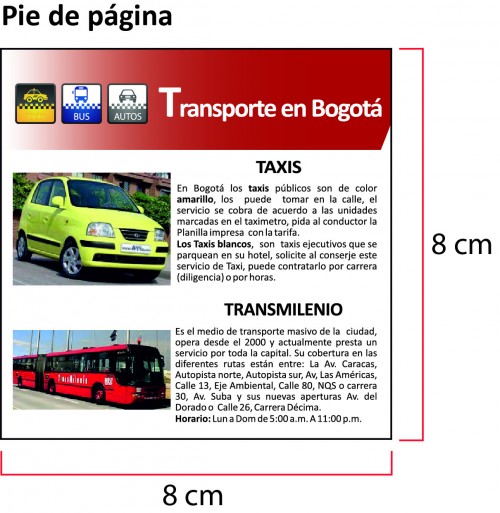 Pie de página
BUS
AUTOS
Transporte en Bogotá
TAXIS
En Bogotá los taxis públicos son de color
amarillo, los puede tomar en la calle, el
servicio se cobra de acuerdo a las unidades
marcadas en el taximetro, pida al conductor la
Planilla impresa con la tarifa.
Los Taxis blancos, son taxis ejecutivos que se
parquean en su hotel, solicite al conserje este
servicio de Taxi, puede contratarlo por carrera
(diligencia) o por horas.
8 cm
TRANSMILENIO
Es el medio de transporte masivo de la ciudad,
opera desde el 2000 y actualmente presta un
servicio por toda la capital. Su cobertura en las
diferentes rutas están entre: La Av. Caracas,
Autopista norte, Autopista sur, Av, Las Américas,
Calle 13, Eje Ambiental, Calle 80, NQS o carrera
30, Av. Suba y sus nuevas aperturas Av. del
Dorado o Calle 26, Carrera Décima.
Horario: Lun a Dom de 5:00 a.m. A 11:00 p.m.
TransMilenio
8 cm